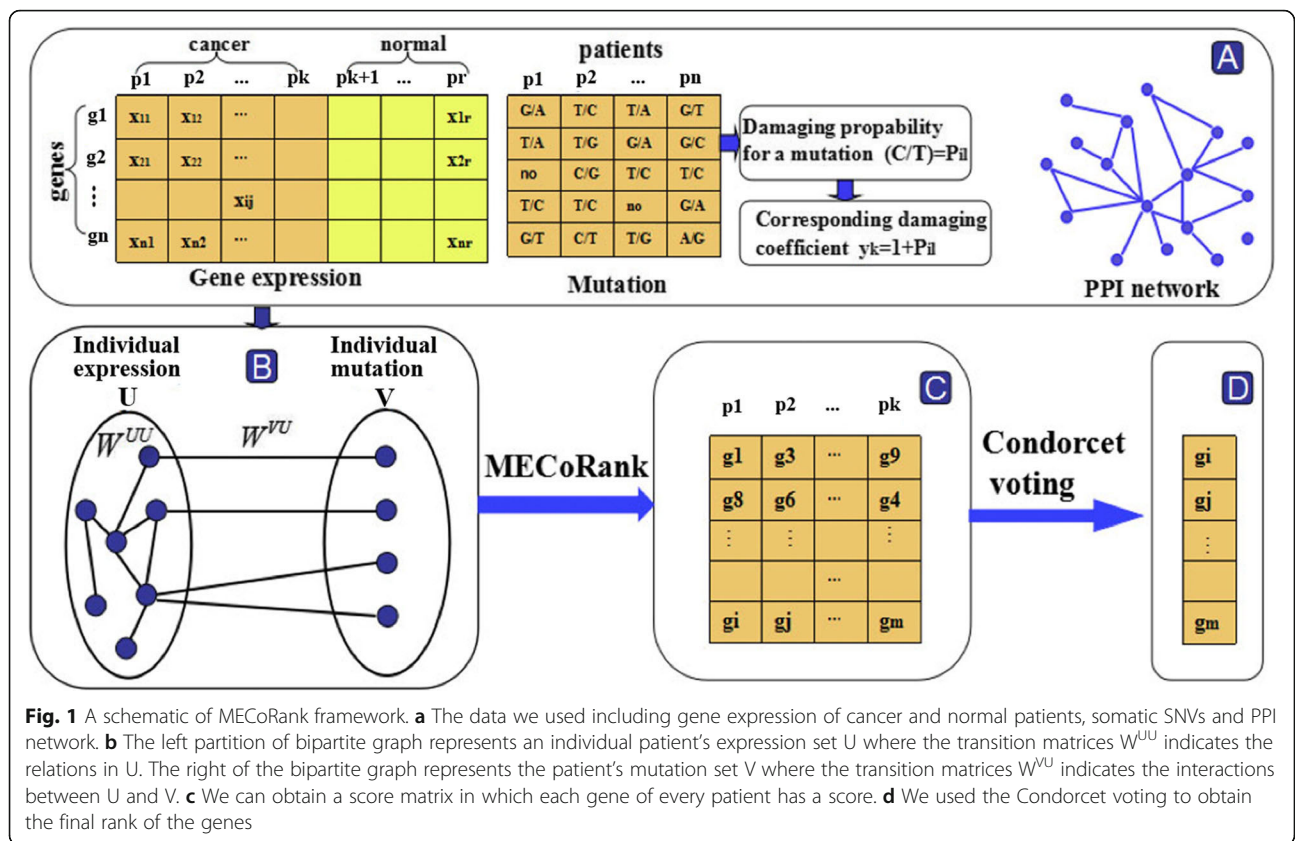 cancer normal patients A
p1 p2 ... pk pk+1 ... pr p1 p2 ... pn
genes
g1 x11 x12 ... x1r
g2 x21 x22 ... x2r
⋮ xij
gn xn1 xn2 ... xnr
G/A T/C T/A G/T
T/A T/G G/A G/C
no C/G T/C T/C
T/C T/C no G/A
G/T C/T T/G A/G
Damaging propability
for a mutation (C/T)=Pil
Corresponding damaging
coefficient yk=1+Pil
Gene expression Mutation PPI network
Individual
expression
U
B
Individual
mutation
V
W^UU W^VU
MECoRank
C
p1 p2 ... pk
g1 g3 ... g9
g8 g6 ... g4
⋮ ⋮ ⋮
...
gi gj ... gm
Condorcet
voting
D
gi
gj
⋮
gm
Fig. 1 A schematic of MECoRank framework. a The data we used including gene expression of cancer and normal patients, somatic SNVs and PPI
network. b The left partition of bipartite graph represents an individual patient's expression set U where the transition matrices W^UU indicates the
relations in U. The right of the bipartite graph represents the patient's mutation set V where the transition matrices W^VU indicates the interactions
between U and V. c We can obtain a score matrix in which each gene of every patient has a score. d We used the Condorcet voting to obtain
the final rank of the genes